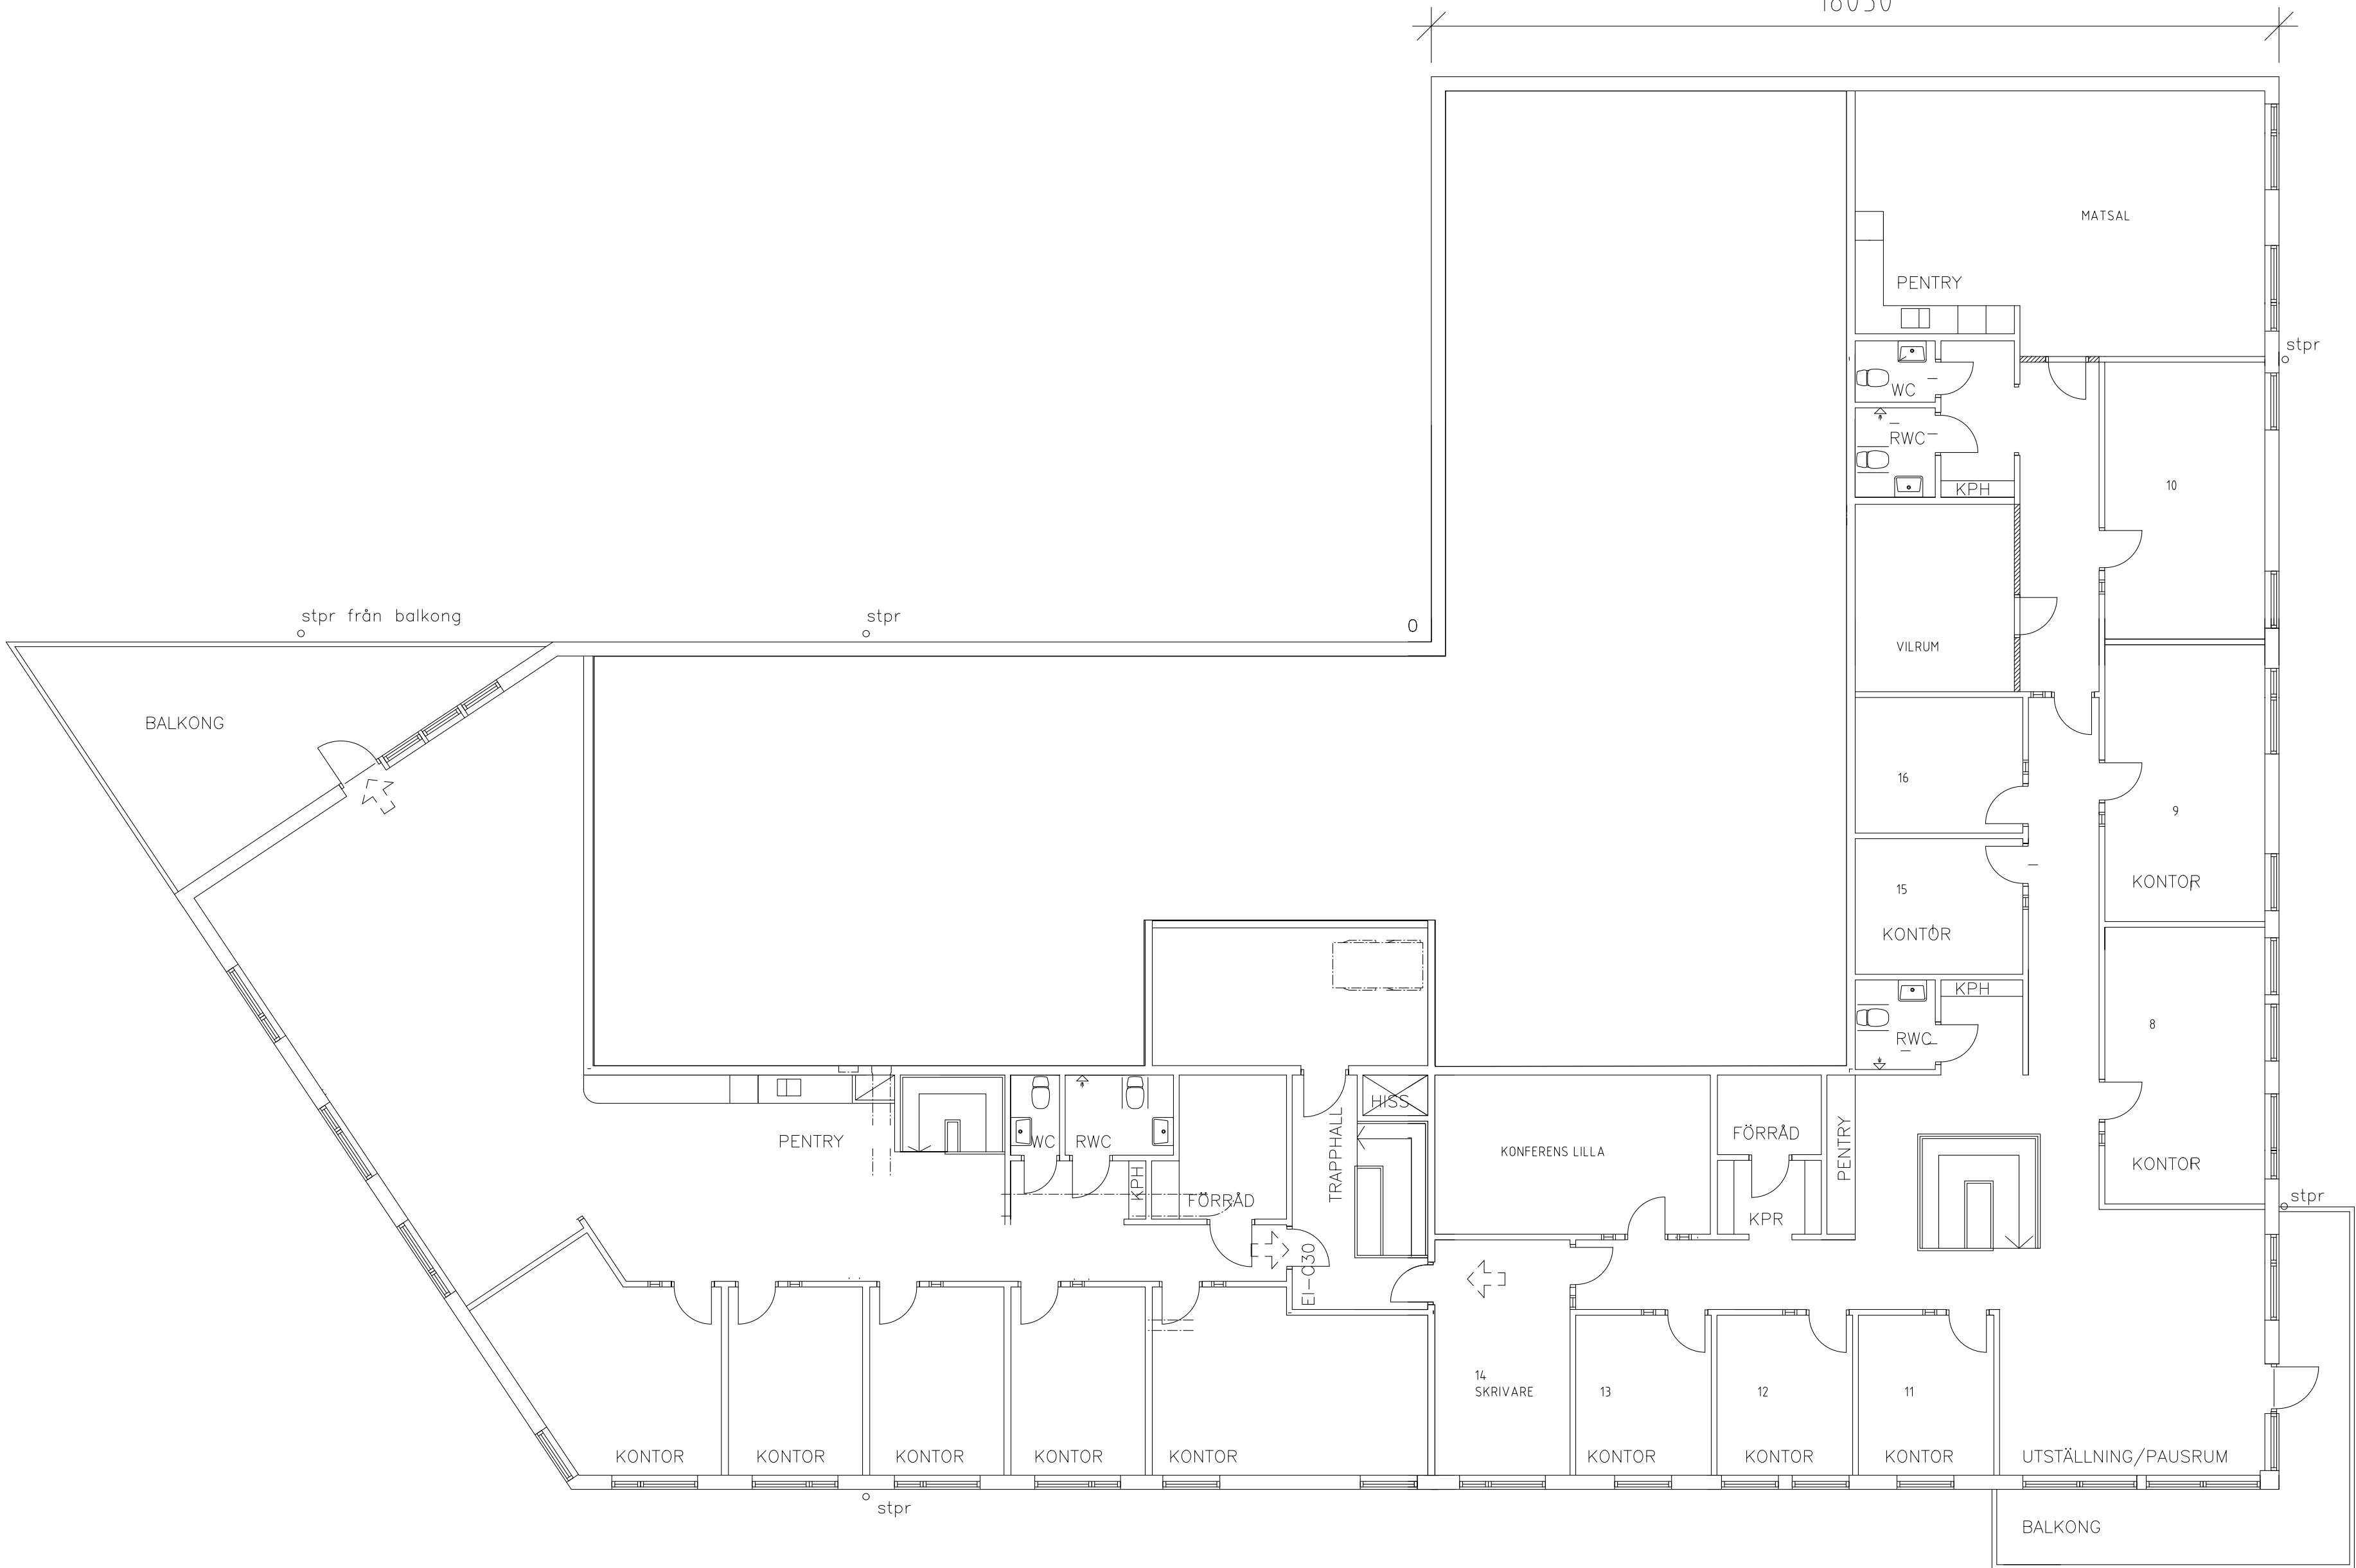 18050
MATSAL
PENTRY
stpr
WC
RWC
KPH
10
stpr från balkong
stpr
0
VILRUM
BALKONG
16
9
15
KONTOR
KONTOR
KPH
8
RWC
HISS
PENTRY
WC
RWC
KPH
FÖRRÅD
TRAPPHALL
EI-C30
KONFERENS LILLA
FÖRRÅD
KPR
PENTRY
KONTOR
stpr
14
SKRIVARE
13
12
11
KONTOR
KONTOR
KONTOR
KONTOR
KONTOR
KONTOR
KONTOR
KONTOR
UTSTÄLLNING/PAUSRUM
stpr
BALKONG